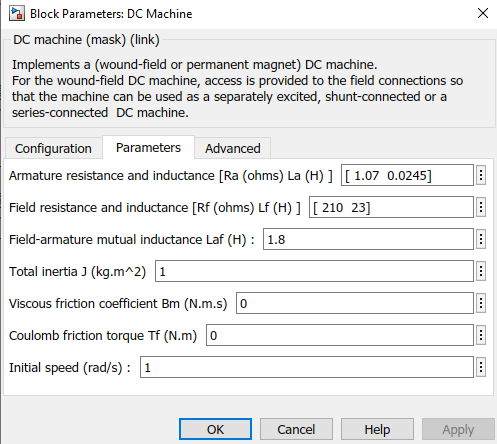 Block Parameters: DC Machine
DC machine (mask) (link)
Implements a (wound-field or permanent magnet) DC machine.
For the wound-field DC machine, access is provided to the field connections so
that the machine can be used as a separately excited, shunt-connected or a
series-connected  DC machine.
Configuration Parameters Advanced
Armature resistance and inductance [Ra (ohms) La (H) ] [ 1.07  0.0245]
Field resistance and inductance [Rf (ohms) Lf (H) ] [ 210  23]
Field-armature mutual inductance Laf (H) : 1.8
Total inertia J (kg.m^2) 1
Viscous friction coefficient Bm (N.m.s) 0
Coulomb friction torque Tf (N.m) 0
Initial speed (rad/s) : 1
OK Cancel Help Apply